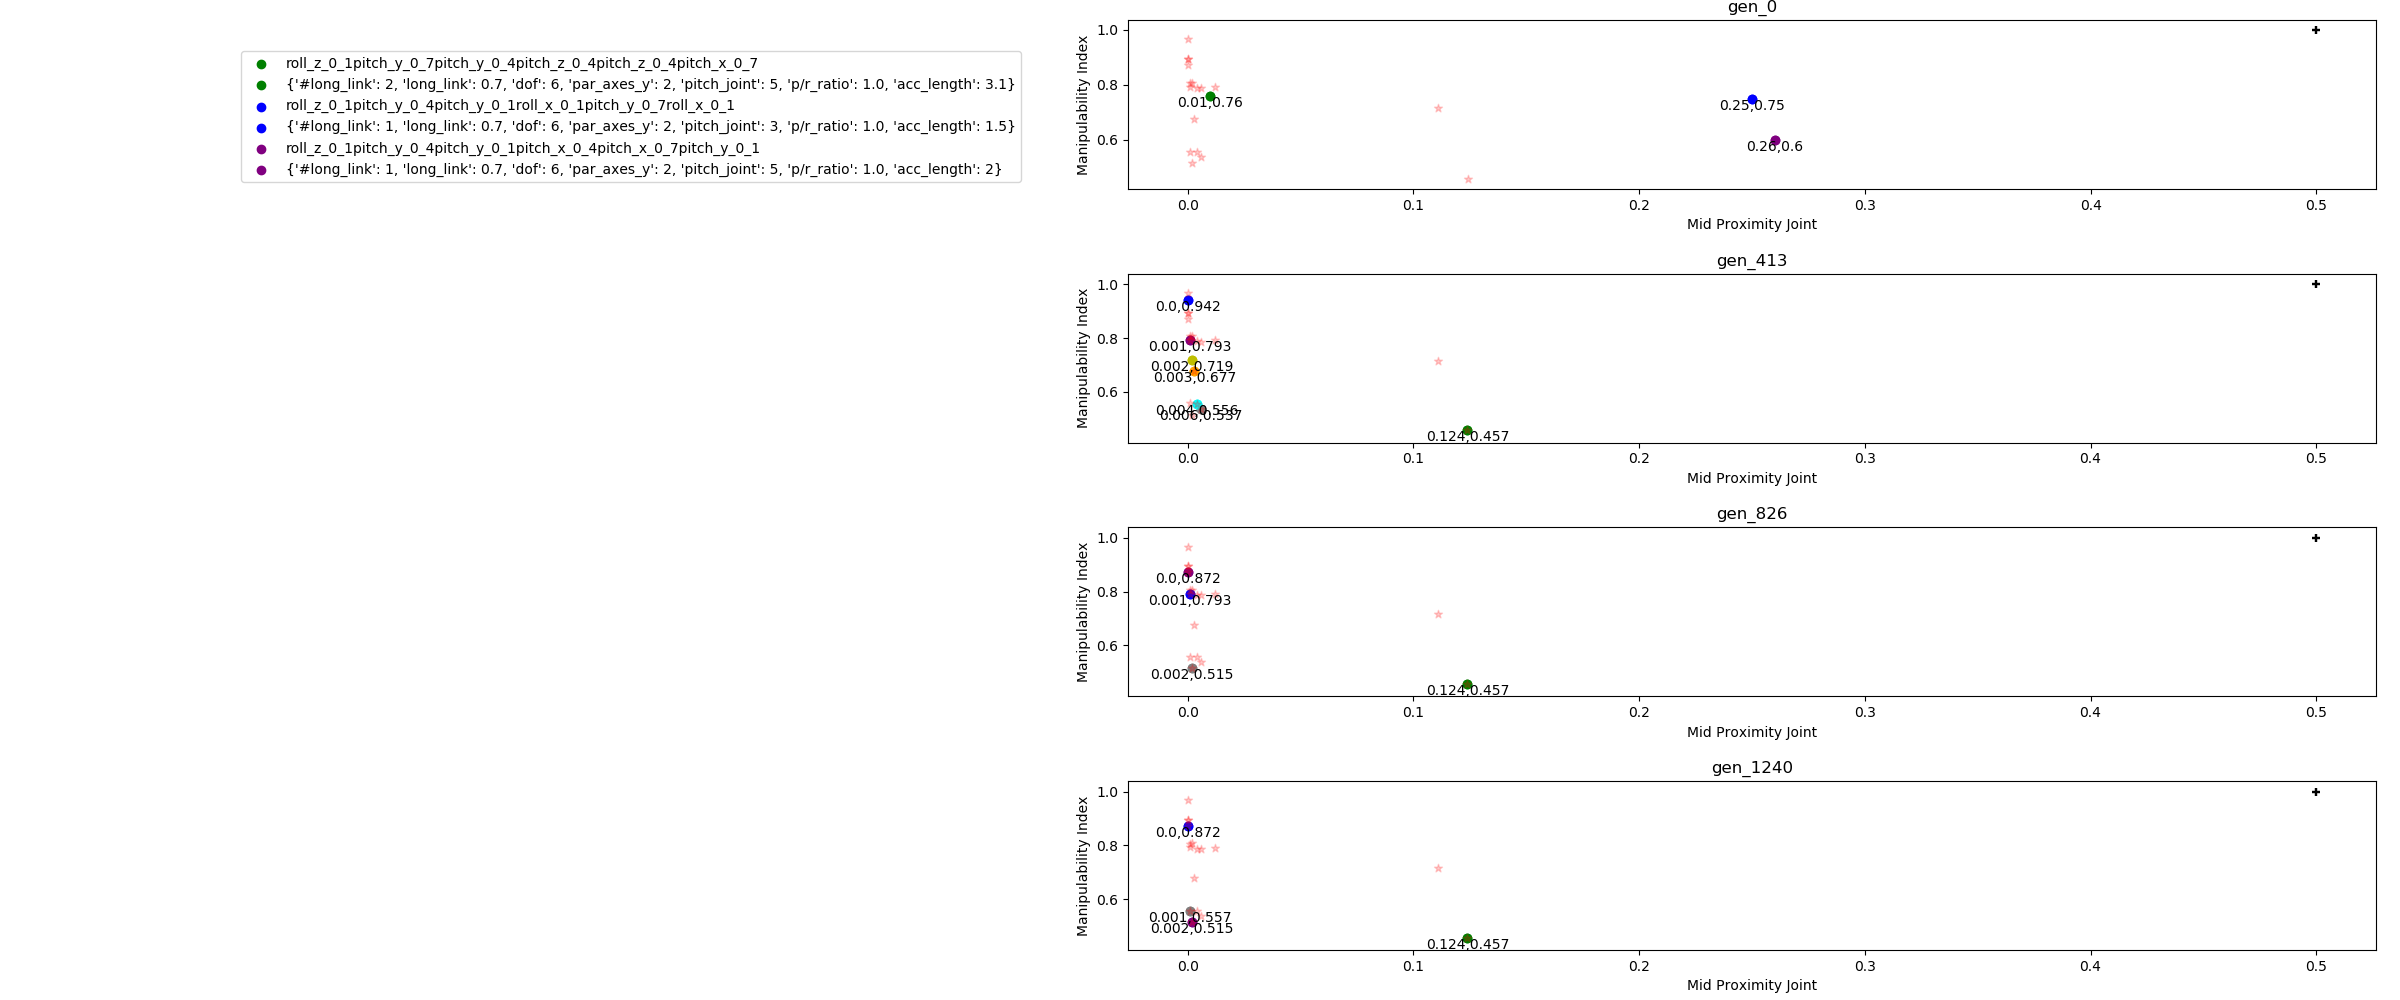 roll_z_0_1pitch_y_0_7pitch_y_0_4pitch_z_0_4pitch_z_0_4pitch_x_0_7
{'#long_link': 2, 'long_link': 0.7, 'dof': 6, 'par_axes_y': 2, 'pitch_joint': 5, 'p/r_ratio': 1.0, 'acc_length': 3.1}
roll_z_0_1pitch_y_0_4pitch_y_0_1roll_x_0_1pitch_y_0_7roll_x_0_1
{'#long_link': 1, 'long_link': 0.7, 'dof': 6, 'par_axes_y': 2, 'pitch_joint': 3, 'p/r_ratio': 1.0, 'acc_length': 1.5}
roll_z_0_1pitch_y_0_4pitch_y_0_1pitch_x_0_4pitch_x_0_7pitch_y_0_1
{'#long_link': 1, 'long_link': 0.7, 'dof': 6, 'par_axes_y': 2, 'pitch_joint': 5, 'p/r_ratio': 1.0, 'acc_length': 2}
gen_0
Manipulability Index
1.0
0.8
0.6
0.01,0.76
0.25,0.75
0.26,0.6
0.0 0.1 0.2 0.3 0.4 0.5
Mid Proximity Joint
gen_413
Manipulability Index
1.0
0.8
0.6
0.0,0.942
0.001,0.793
0.002,0.719
0.003,0.677
0.004,0.556
0.006,0.537
0.124,0.457
0.0 0.1 0.2 0.3 0.4 0.5
Mid Proximity Joint
gen_826
Manipulability Index
1.0
0.8
0.6
0.0,0.872
0.001,0.793
0.002,0.515
0.124,0.457
0.0 0.1 0.2 0.3 0.4 0.5
Mid Proximity Joint
gen_1240
Manipulability Index
1.0
0.8
0.6
0.0,0.872
0.001,0.557
0.002,0.515
0.124,0.457
0.0 0.1 0.2 0.3 0.4 0.5
Mid Proximity Joint